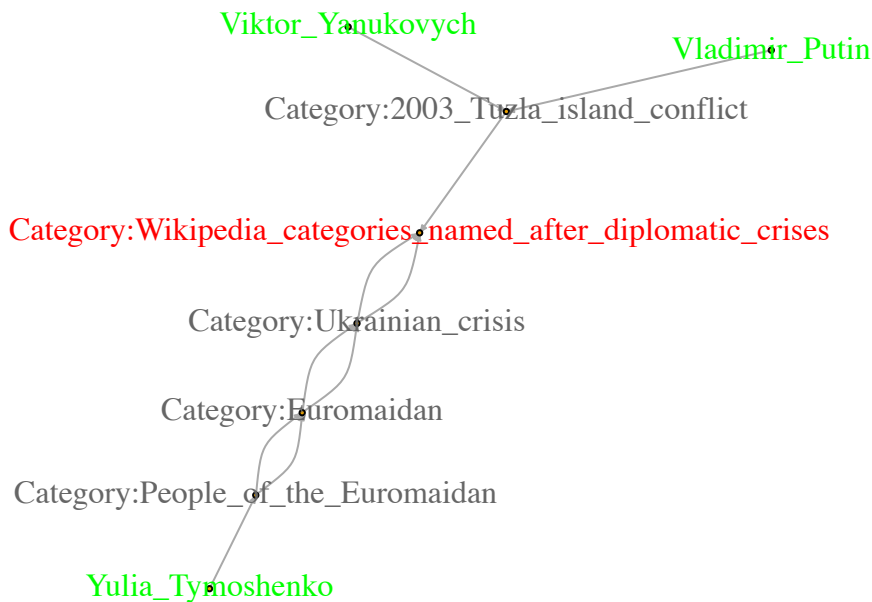 Viktor_Yanukovych
Vladimir_Putin
Category:2003_Tuzla_island_conflict
Category:Wikipedia_categories_named_after_diplomatic_crises
Category:Ukrainian_crisis
Category:Euromaidan
Category:People_of_the_Euromaidan
Yulia_Tymoshenko